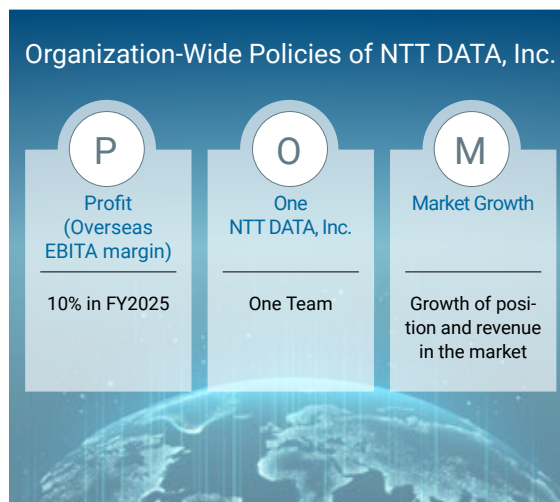 Organization-Wide Policies of NTT DATA, Inc.
P
Profit
(Overseas
EBITA margin)
10% in FY2025
O
One
NTT DATA, Inc.
One Team
M
Market Growth
Growth of posi-
tion and revenue
in the market